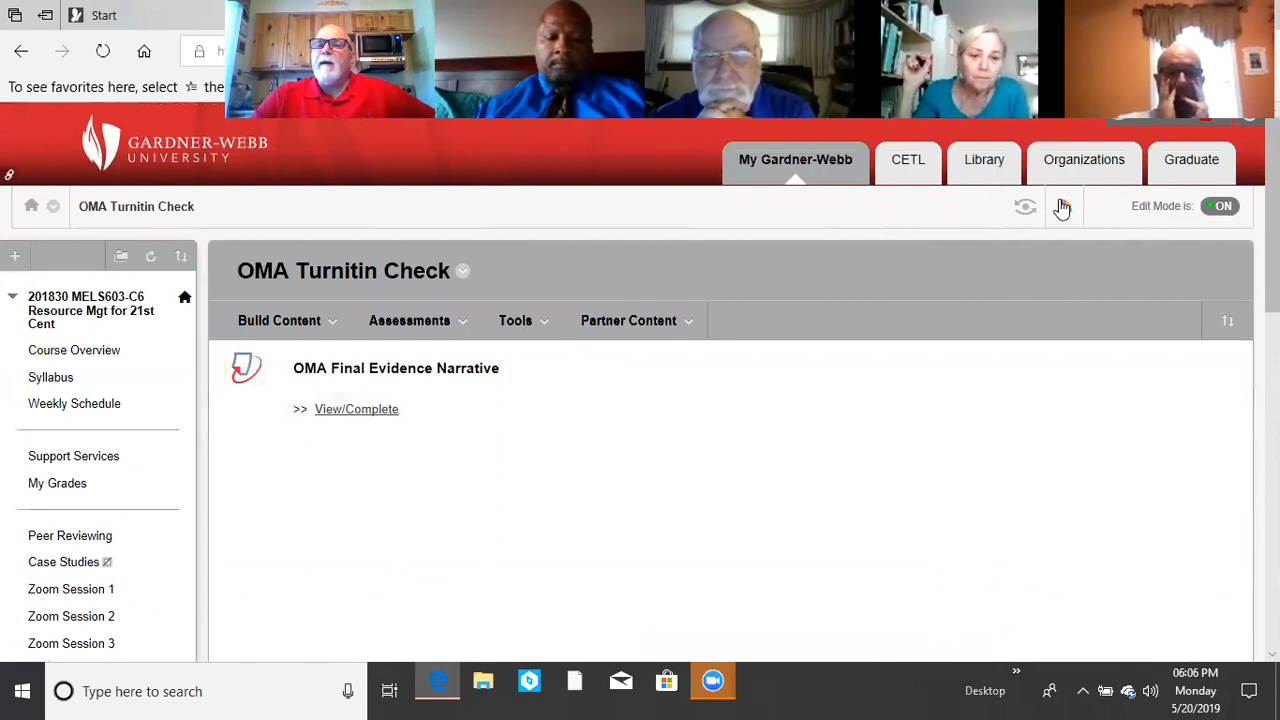 Start
To see favorites here, select
GARDNER-WEBB
UNIVERSITY
My Gardner-Webb
CETL
Library
Organizations
Graduate
OMA Turnitin Check
Edit Mode is:
ON
201830 MELS603-C6
Resource Mgt for 21st
Cent
Course Overview
Syllabus
Weekly Schedule
Support Services
My Grades
Peer Reviewing
Case Studies
Zoom Session 1
Zoom Session 2
Zoom Session 3
OMA Turnitin Check
Build Content
Assessments
Tools
Partner Content
OMA Final Evidence Narrative
>> View/Complete
Type here to search
Desktop
»
06:06 PM
Monday
5/20/2019